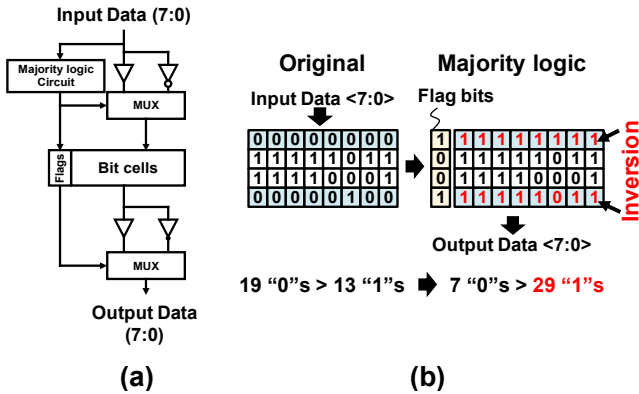 Input Data (7:0)
Majority logic
Circuit
MUX
Flags
Bit cells
MUX
Output Data
(7:0)
(a)
Original
Majority logic
Input Data <7:0>
Flag bits
0 0 0 0 0 0 0 0
1 1 1 1 1 0 1 1
1 1 1 1 0 0 0 1
0 0 0 0 0 1 0 0
1 1 1 1 1 1 1 1 1
0 1 1 1 1 1 0 1 1
0 1 1 1 1 0 0 0 1
1 1 1 1 1 1 0 1 1
Inversion
Output Data <7:0>
19 “0”s > 13 “1”s
7 “0”s > 29 “1”s
(b)